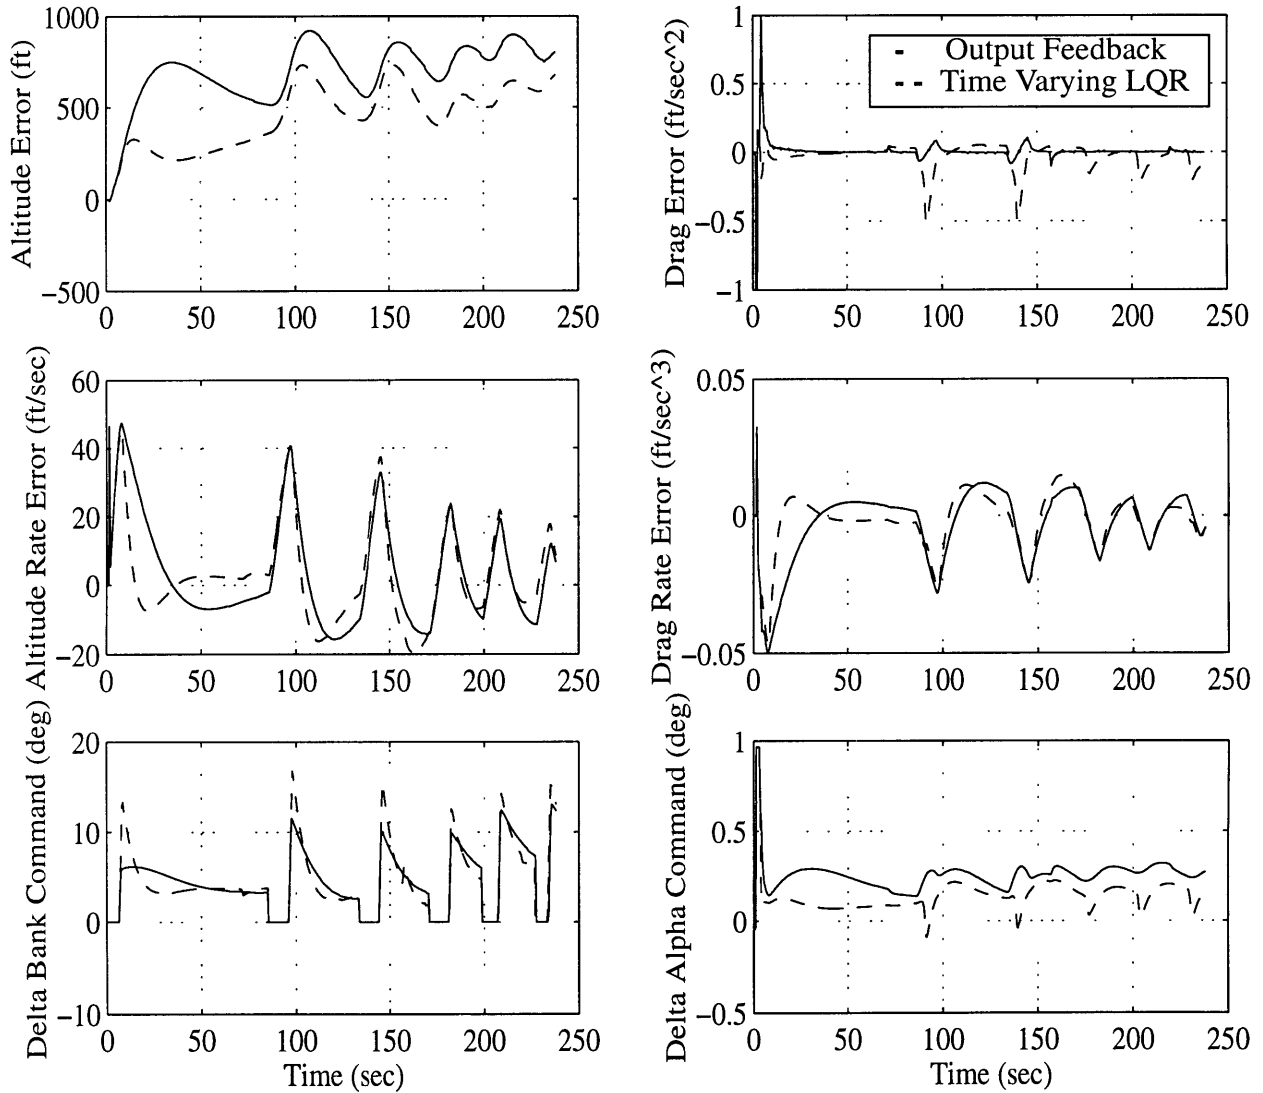 Altitude Error (ft)
1000
500
0
−500
0 50 100 150 200 250
Drag Error (ft/sec^2)
1
0.5
0
−0.5
−1
0 50 100 150 200 250
- Output Feedback
-- Time Varying LQR
Altitude Rate Error (ft/sec)
60
40
20
0
−20
0 50 100 150 200 250
Drag Rate Error (ft/sec^3)
0.05
0
−0.05
0 50 100 150 200 250
Delta Bank Command (deg)
20
10
0
−10
0 50 100 150 200 250
Time (sec)
Delta Alpha Command (deg)
1
0.5
0
−0.5
0 50 100 150 200 250
Time (sec)